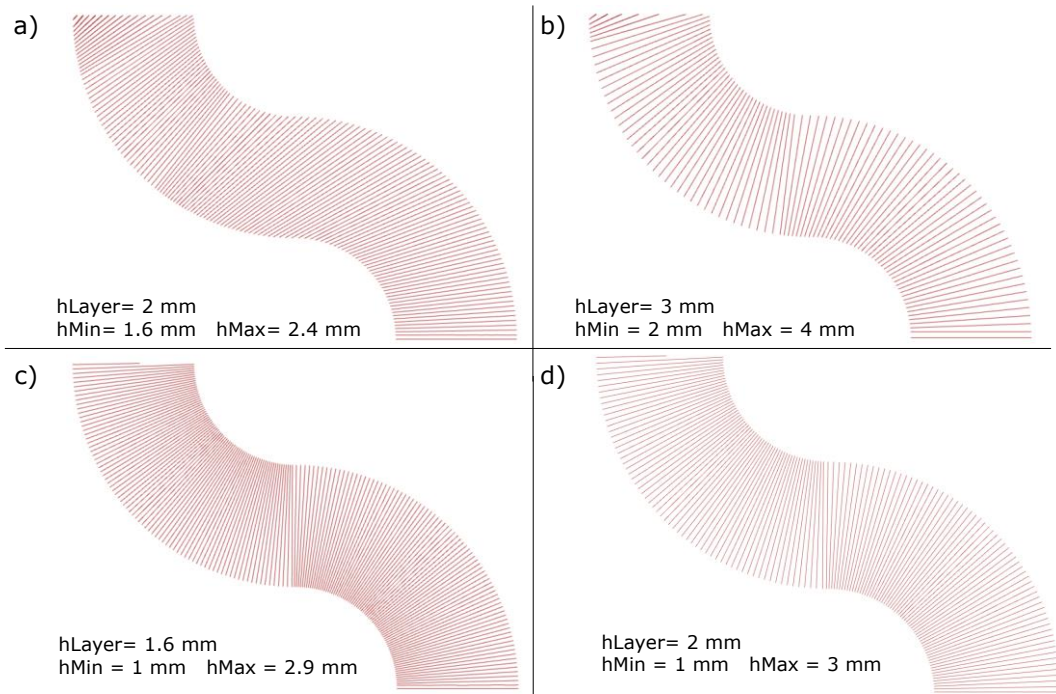 a)
hLayer= 2 mm
hMin= 1.6 mm hMax= 2.4 mm
b)
hLayer= 3 mm
hMin = 2 mm hMax = 4 mm
c)
hLayer= 1.6 mm
hMin = 1 mm hMax = 2.9 mm
d)
hLayer= 2 mm
hMin = 1 mm hMax = 3 mm